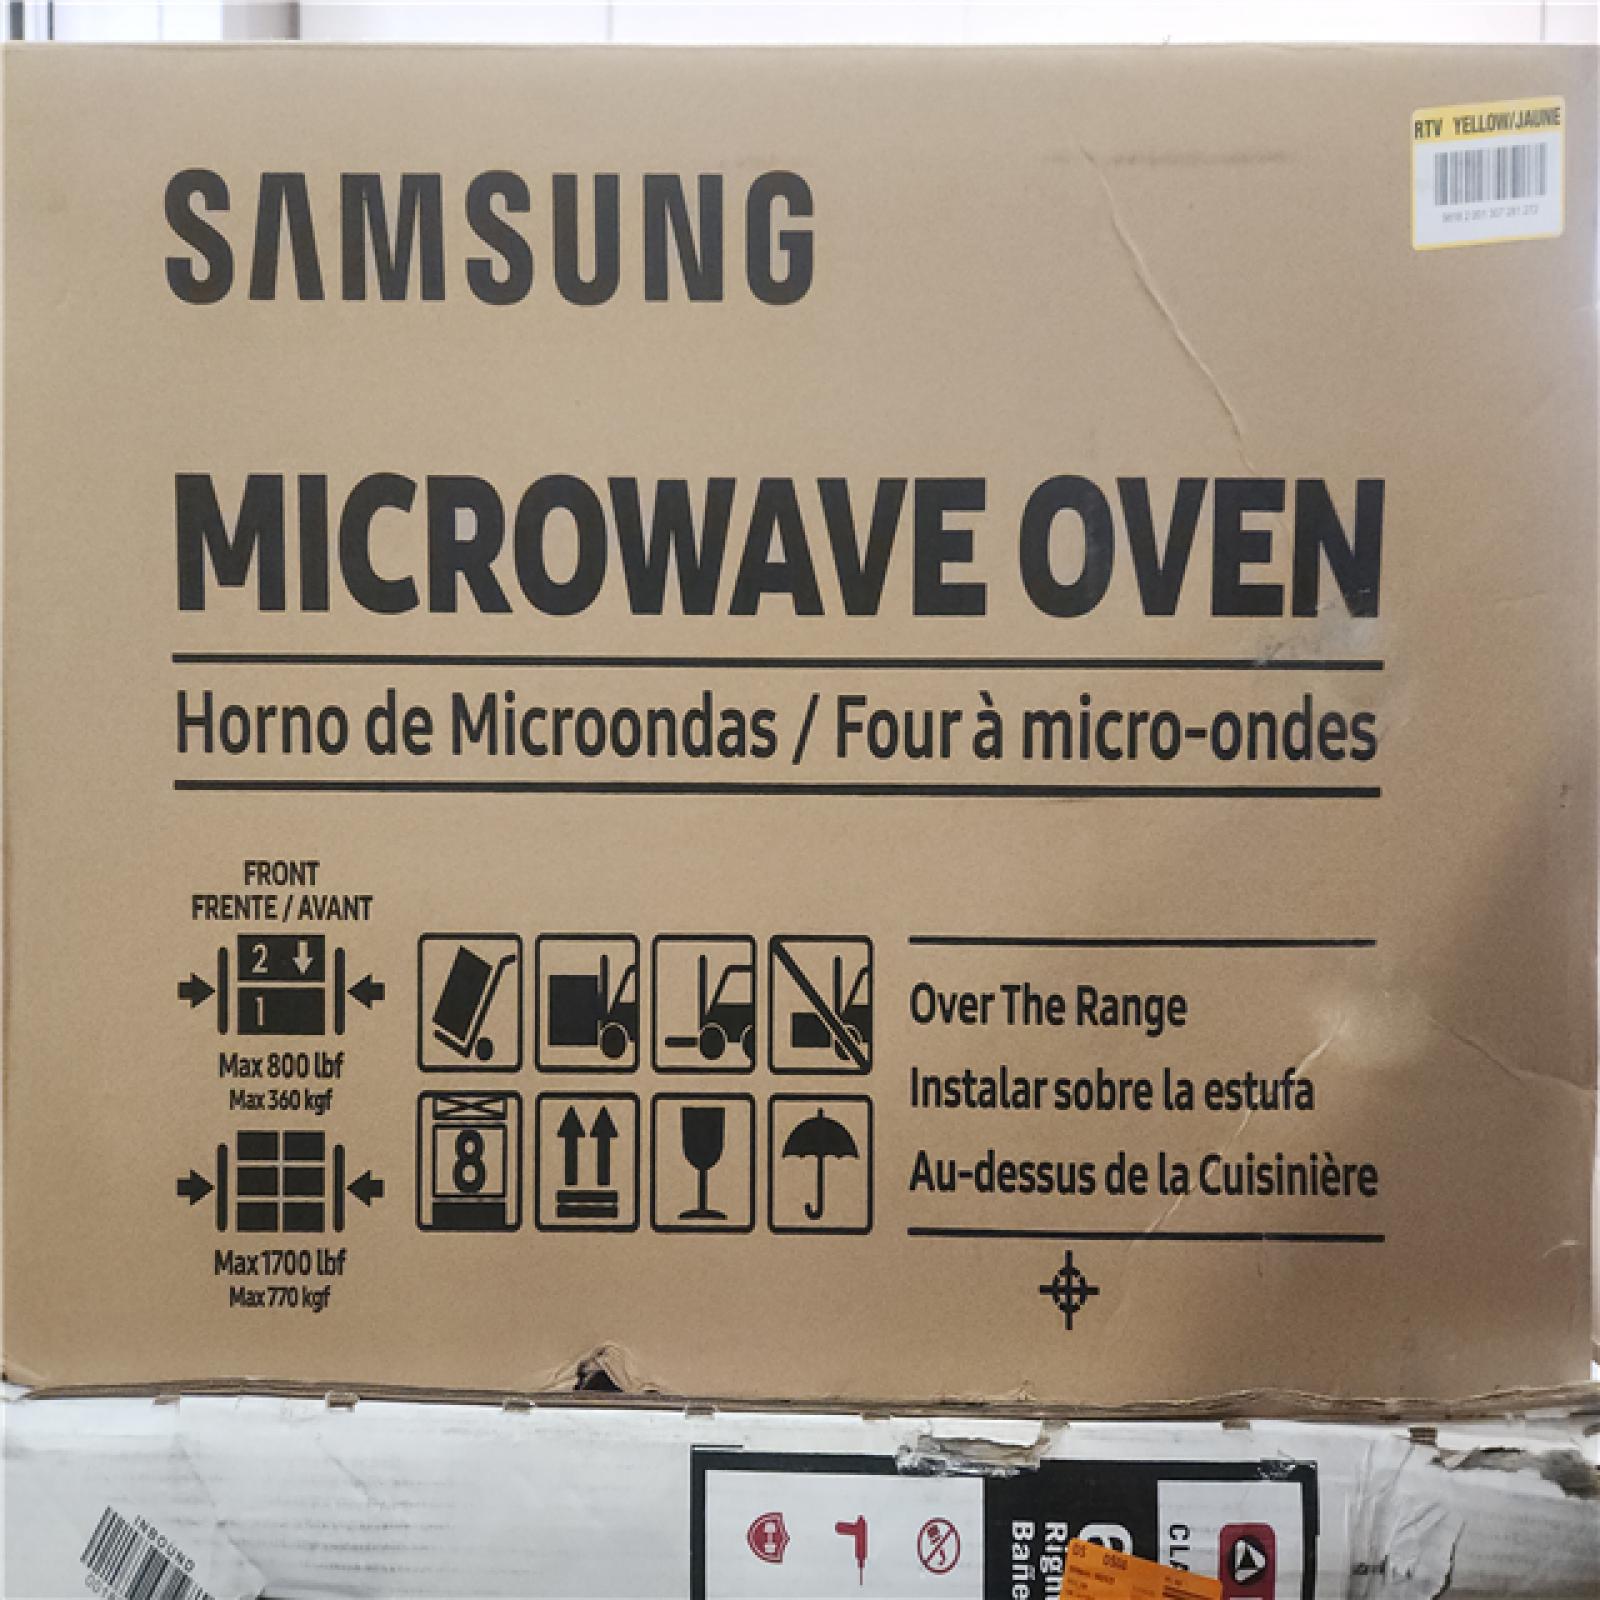 RTV YELLOW/JAUNE
SAMSUNG
MICROWAVE OVEN
Horno de Microondas / Four à micro-ondes
FRONT
FRENTE / AVANT
2
1
Max 800 lbf
Max 360 kgf
8
Max 1700 lbf
Max 770 kgf
Over The Range
Instalar sobre la estufa
Au-dessus de la Cuisinière
INBOUND